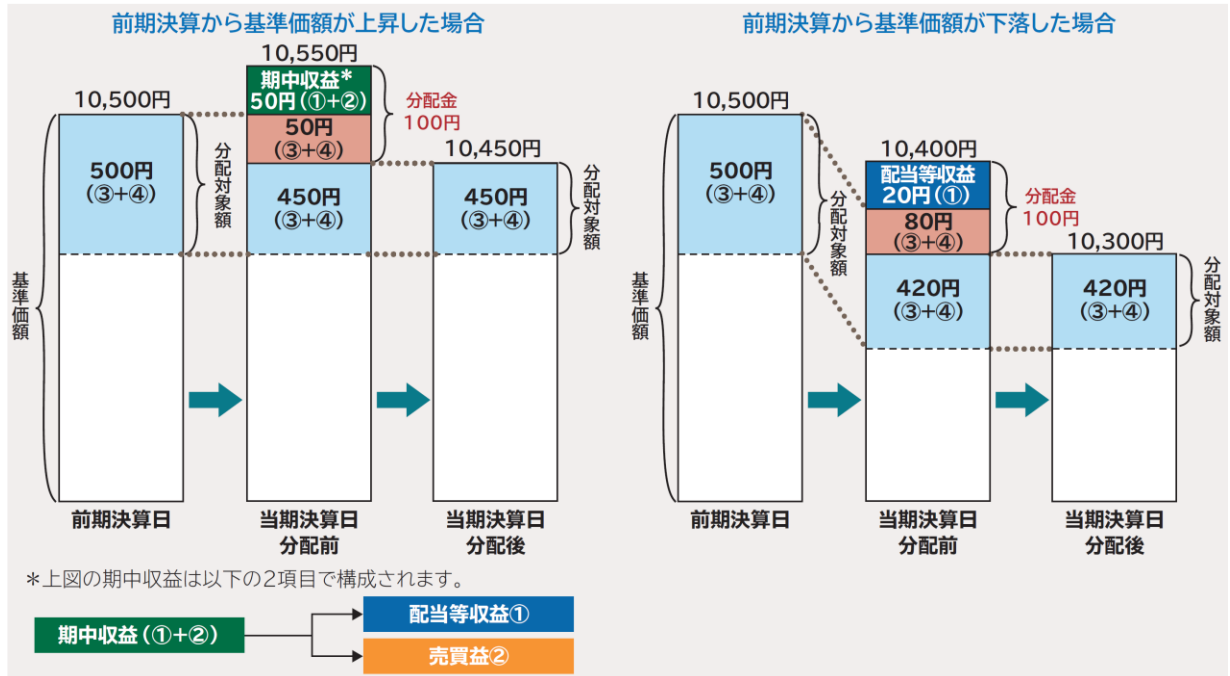 前期決算から基準価額が上昇した場合
10,500円
10,550円
期中収益*
50円(①+②)
分配金
100円
50円
(③+④)
10,450円
500円
(③+④)
分配対象額
450円
(③+④)
450円
(③+④)
分配対象額
基準価額
前期決算日
当期決算日
分配前
当期決算日
分配後
前期決算から基準価額が下落した場合
10,500円
10,400円
配当等収益
20円(①)
分配金
100円
80円
(③+④)
10,300円
500円
(③+④)
分配対象額
420円
(③+④)
420円
(③+④)
分配対象額
基準価額
前期決算日
当期決算日
分配前
当期決算日
分配後
*上図の期中収益は以下の2項目で構成されます。
期中収益(①+②)
配当等収益①
売買益②